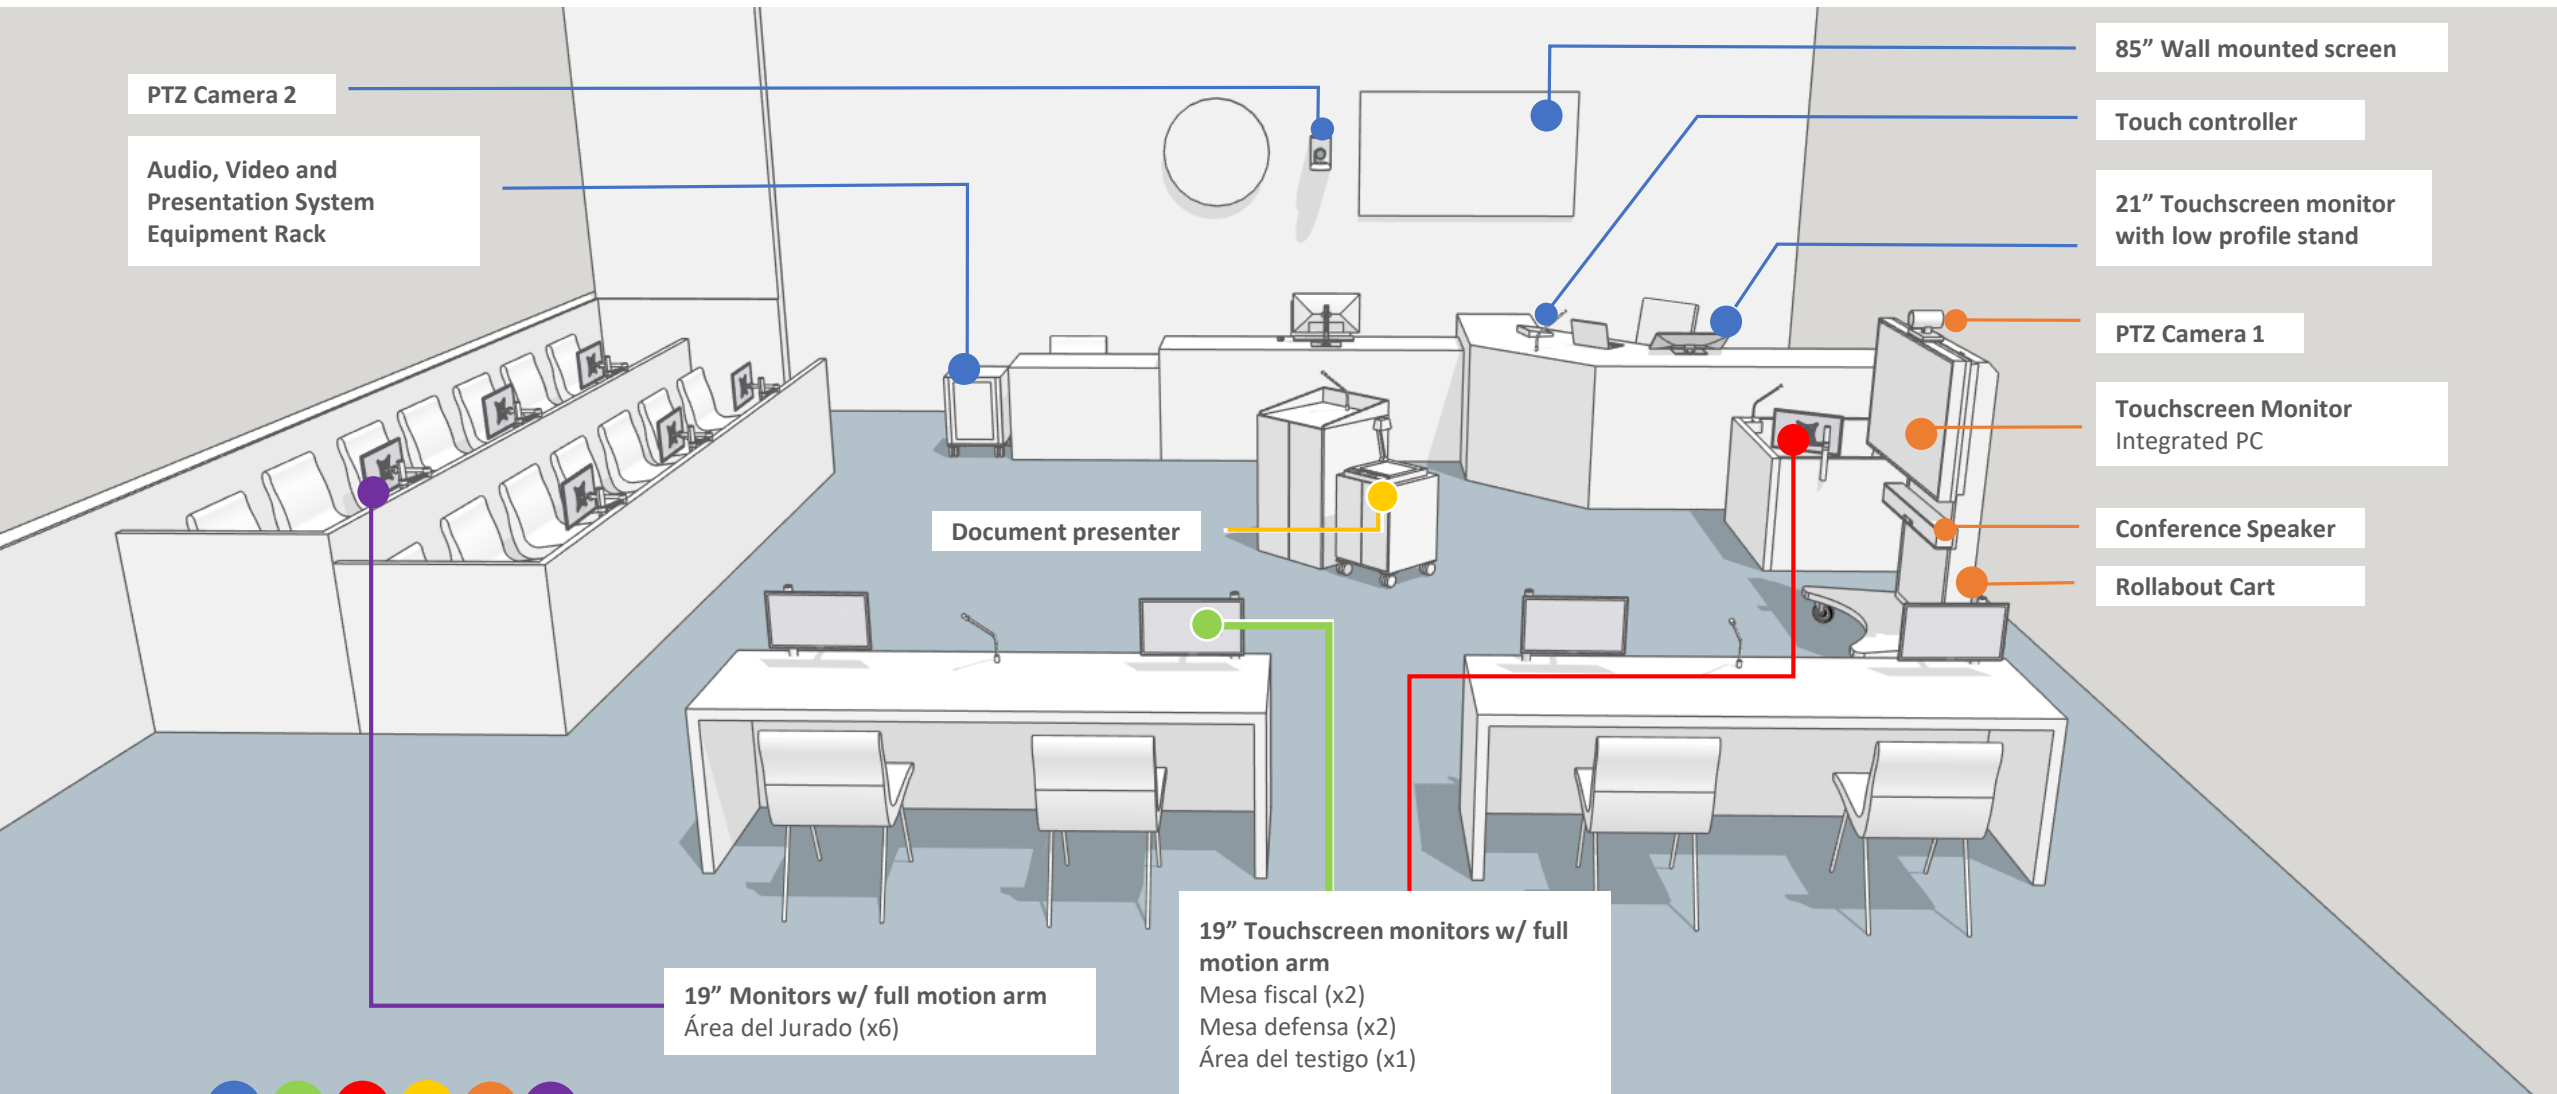 PTZ Camera 2
Audio, Video and
Presentation System
Equipment Rack
85” Wall mounted screen
Touch controller
21” Touchscreen monitor
with low profile stand
PTZ Camera 1
Touchscreen Monitor
Integrated PC
Conference Speaker
Rollabout Cart
Document presenter
19” Monitors w/ full motion arm
Área del Jurado (x6)
19” Touchscreen monitors w/ full
motion arm
Mesa fiscal (x2)
Mesa defensa (x2)
Área del testigo (x1)